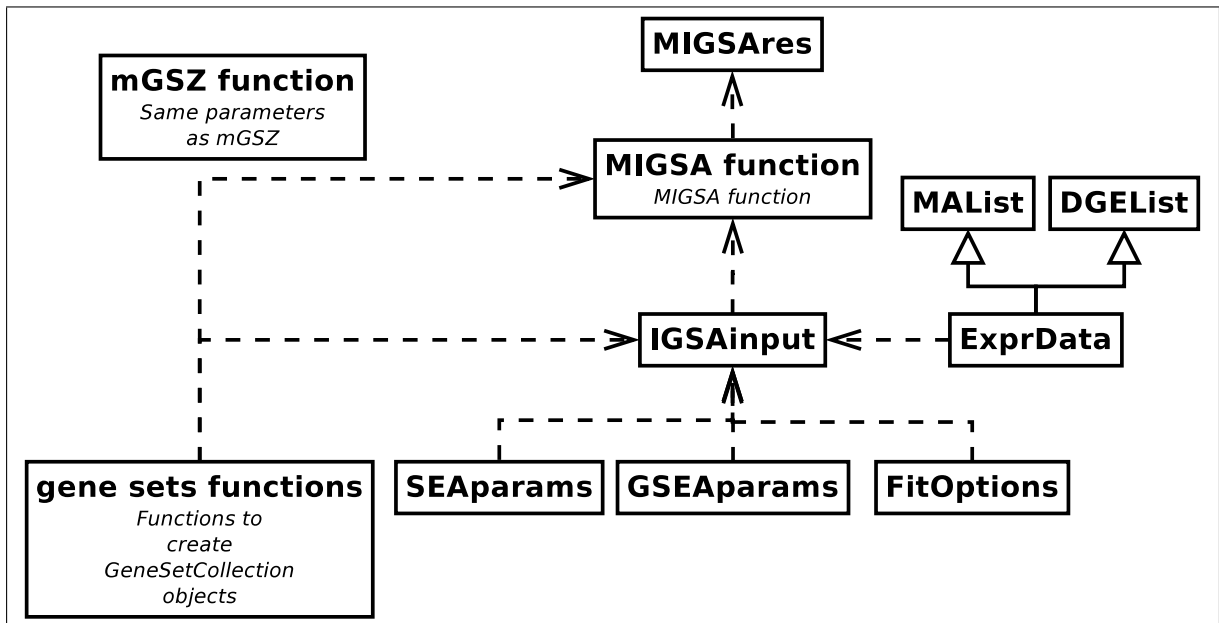 MIGSAres
mGSZ function
Same parameters
as mGSZ
MIGSA function
MIGSA function
MAList
DGEList
IGSAinput
ExprData
gene sets functions
Functions to
create
GeneSetCollection
objects
SEAparams
GSEAparams
FitOptions